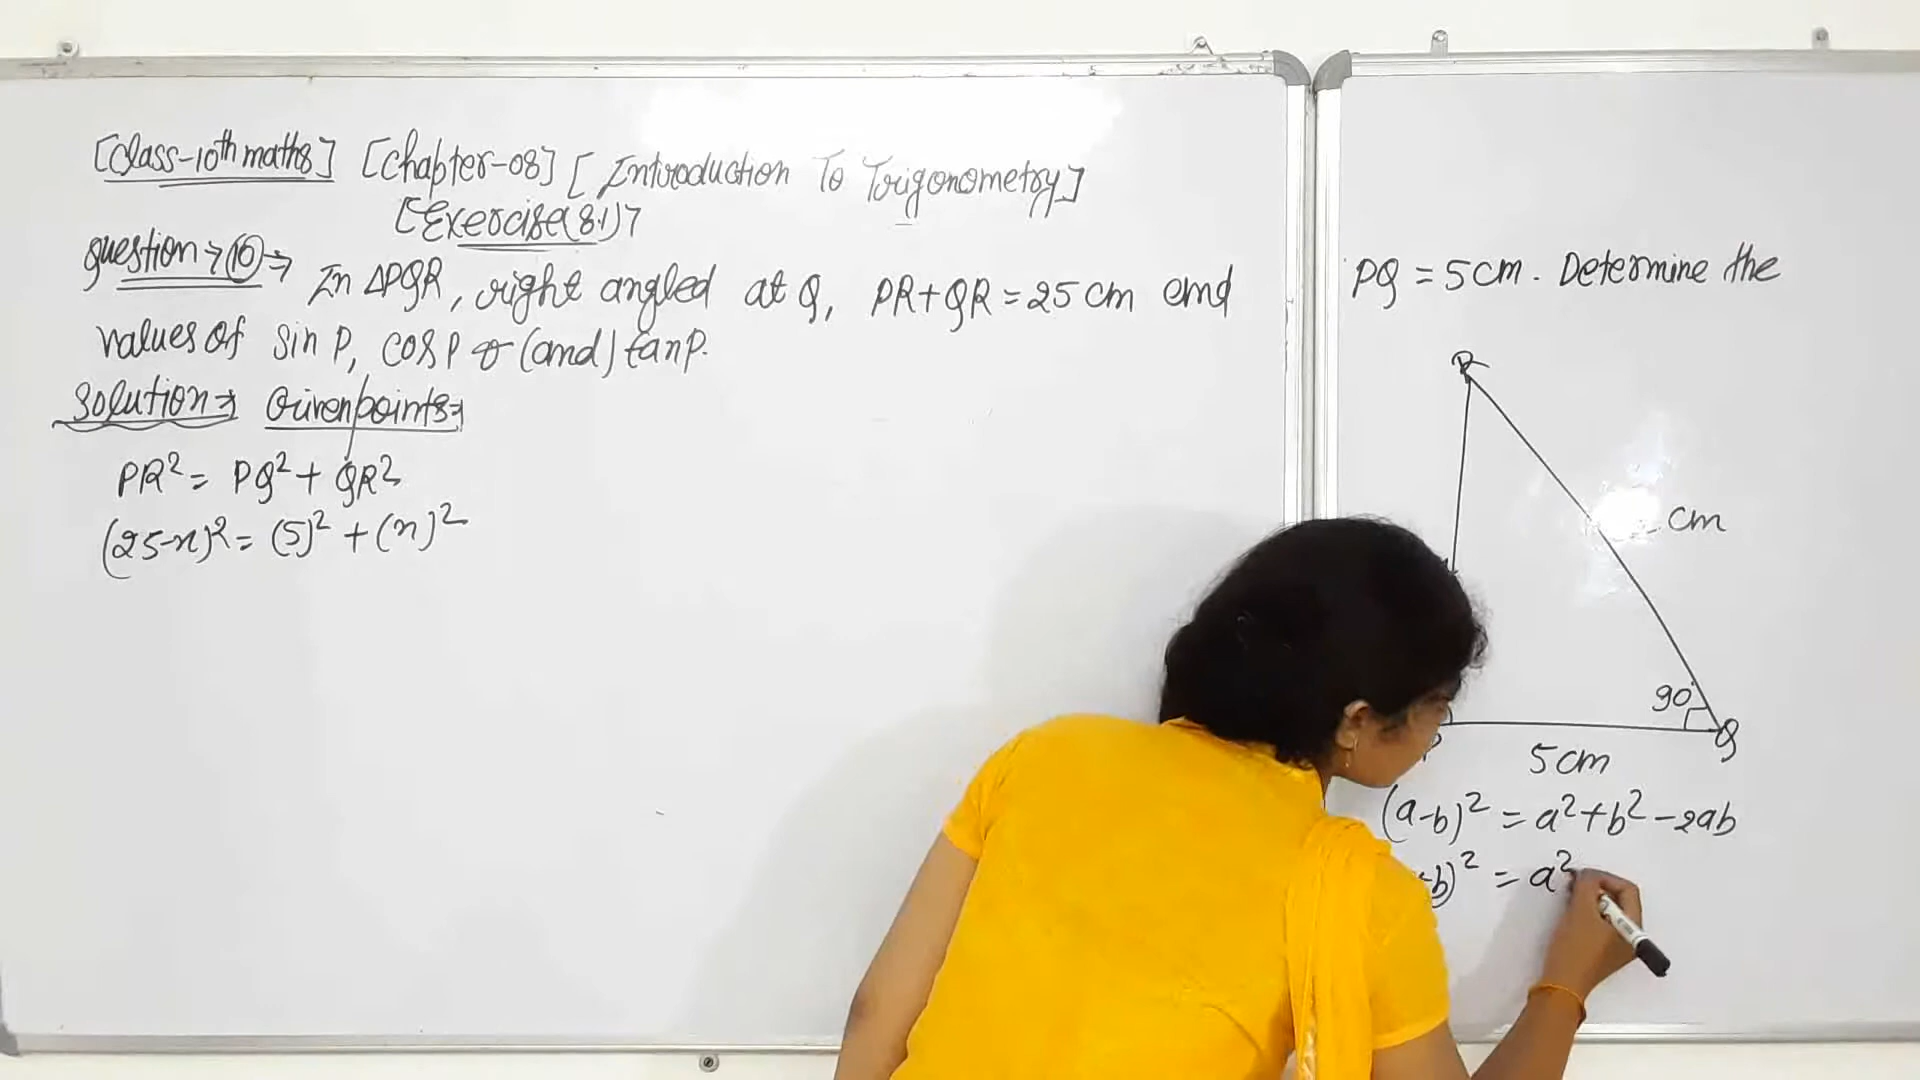 [Class-10th maths] [Chapter-08] [Introduction To Trigonometry]
[Exercise(8.1)]
Question→(10)⇒ In ΔPQR, right angled at Q, PR+QR=25 cm and PQ=5cm. Determine the
values of sin P, cos P & (and) tan P.
Solution⇒ Given points⇒
PR²= PQ²+ QR²
(25-x)²= (5)²+(x)²
R
cm
90°
P
Q
5cm
(a-b)²=a²+b²-2ab
-b)²=a²